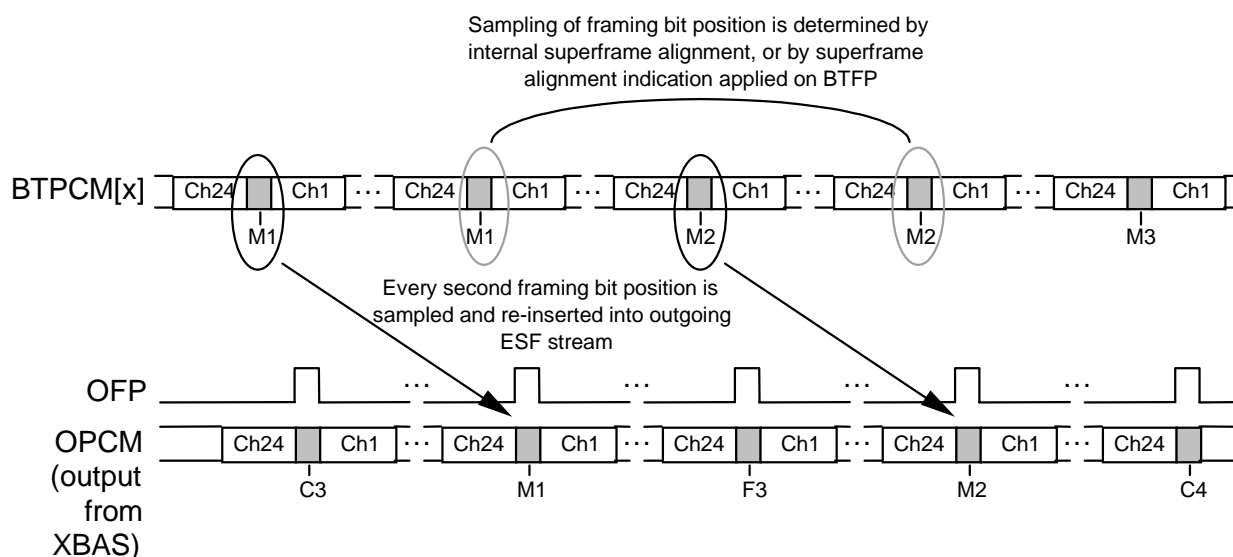 Sampling of framing bit position is determined by
internal superframe alignment, or by superframe
alignment indication applied on BTFP
BTPCM[x]
Ch24 Ch1 ... Ch24 Ch1 ... Ch24 Ch1 ... Ch24 Ch1 ... Ch24 Ch1
M1 M1 M2 M2 M3
Every second framing bit position is
sampled and re-inserted into outgoing
ESF stream
OFP
... ... ... ...
OPCM
(output
from
XBAS)
Ch24 Ch1 ... Ch24 Ch1 ... Ch24 Ch1 ... Ch24 Ch1 ... Ch24
C3 M1 F3 M2 C4